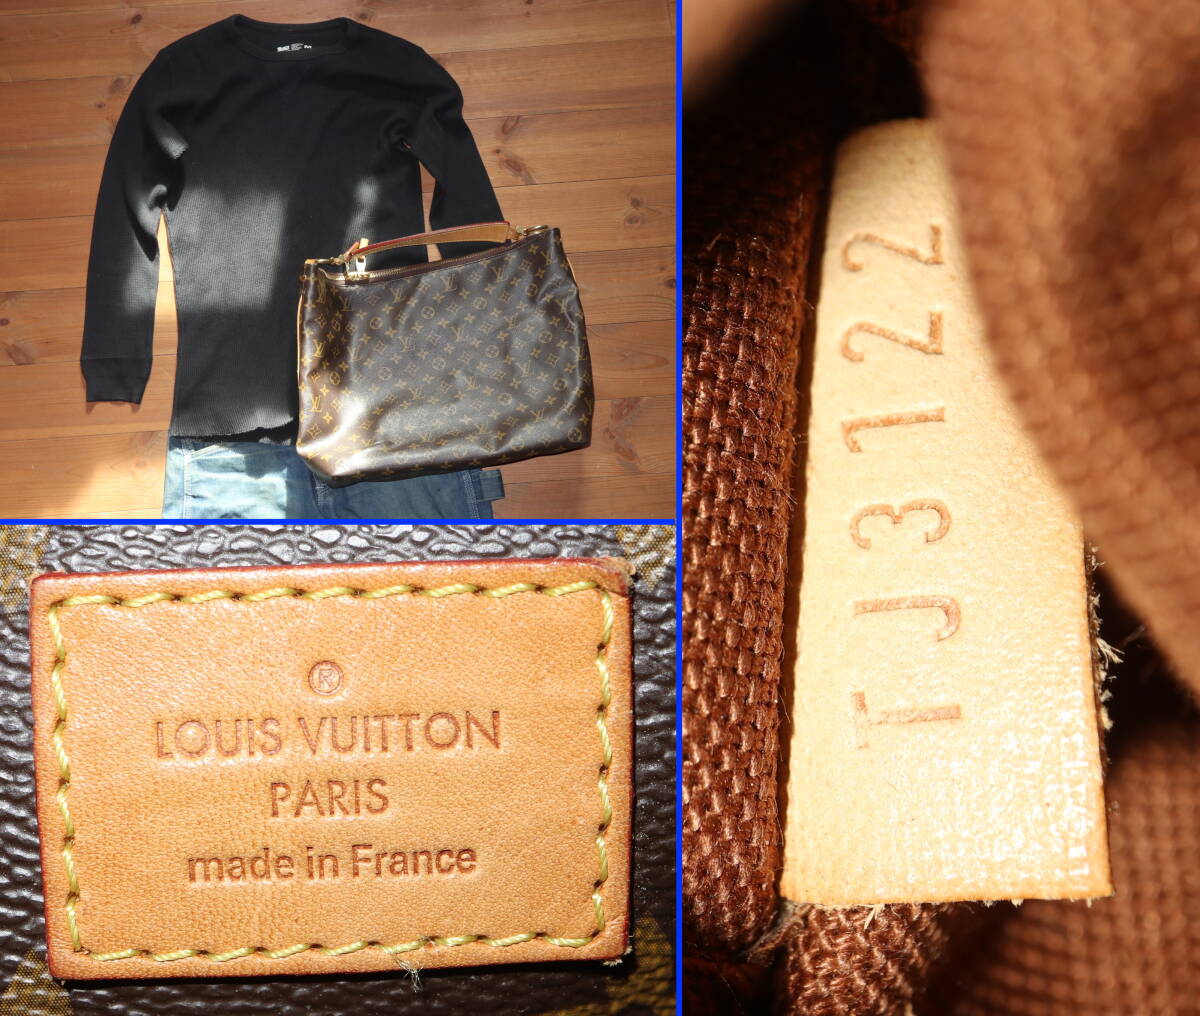 ®
LOUIS VUITTON
PARIS
made in France
TJ3122